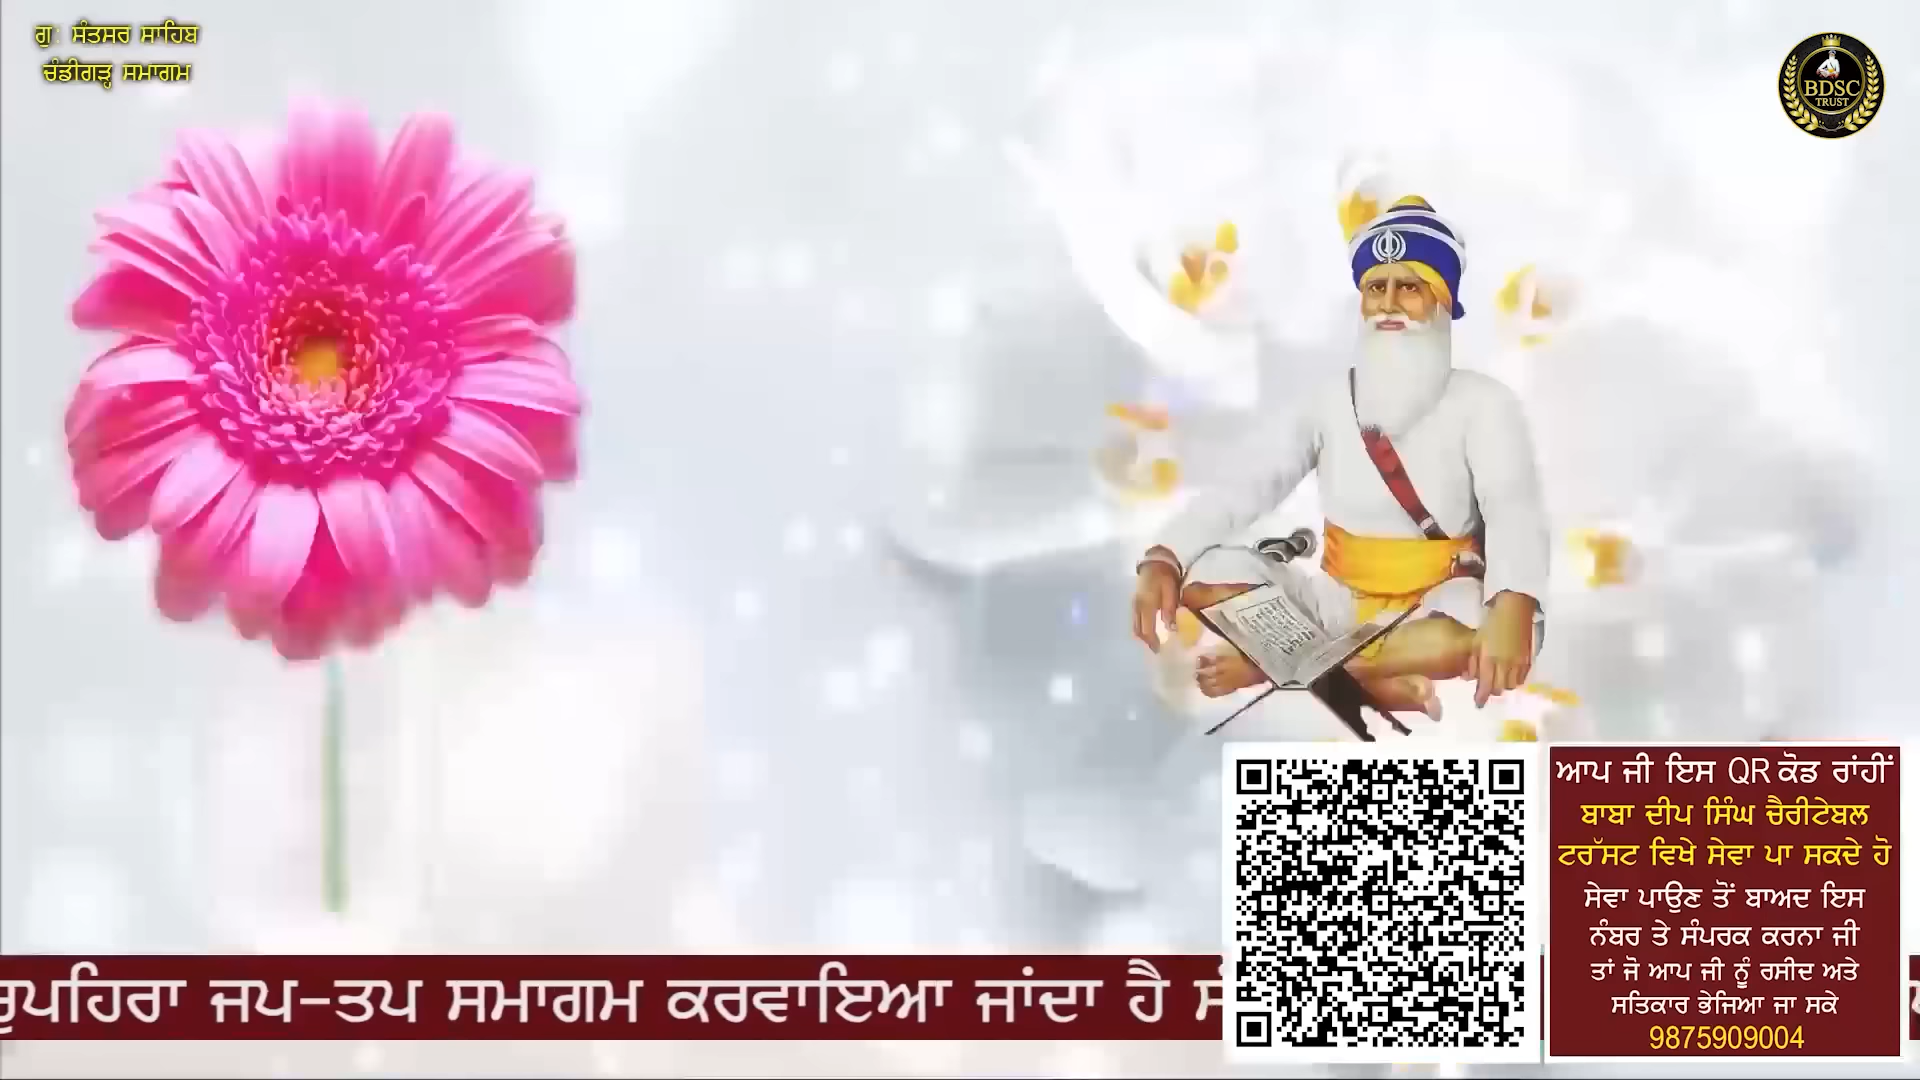 ਗੁ: ਸੰਤਸਰ ਸਾਹਿਬ
ਚੰਡੀਗੜ੍ਹ ਸਮਾਗਮ
BDSC
TRUST
ਆਪ ਜੀ ਇਸ QR ਕੋਡ ਰਾਂਹੀਂ
ਬਾਬਾ ਦੀਪ ਸਿੰਘ ਚੈਰੀਟੇਬਲ
ਟਰੱਸਟ ਵਿਖੇ ਸੇਵਾ ਪਾ ਸਕਦੇ ਹੋ
ਸੇਵਾ ਪਾਉਣ ਤੋਂ ਬਾਅਦ ਇਸ
ਨੰਬਰ ਤੇ ਸੰਪਰਕ ਕਰਨਾ ਜੀ
ਤਾਂ ਜੋ ਆਪ ਜੀ ਨੂੰ ਰਸੀਦ ਅਤੇ
ਸਤਿਕਾਰ ਭੇਜਿਆ ਜਾ ਸਕੇ
9875909004
ਜਪ-ਤਪ ਸਮਾਗਮ ਕਰਵਾਇਆ ਜਾਂਦਾ ਹੈ